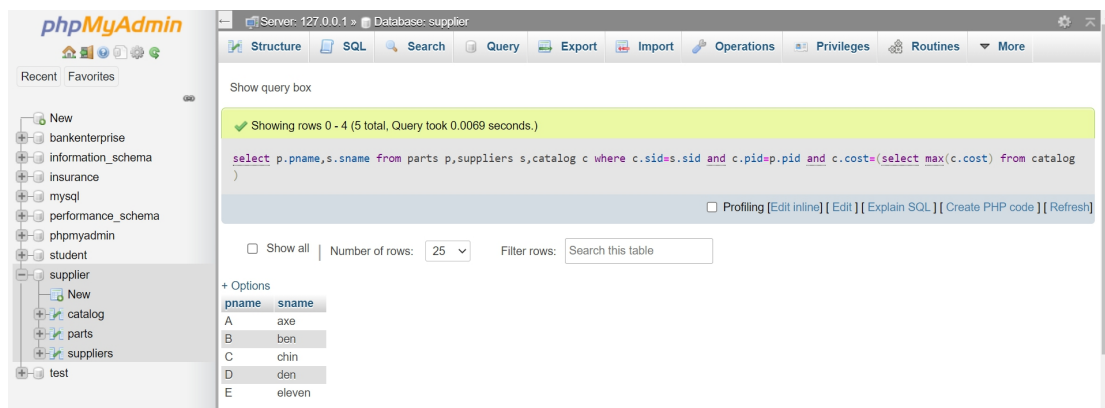 phpMyAdmin
Recent Favorites
New
bankenterprise
information_schema
insurance
mysql
performance_schema
phpmyadmin
student
supplier
New
catalog
parts
suppliers
test
Server: 127.0.0.1 » Database: supplier
Structure SQL Search Query Export Import Operations Privileges Routines More
Show query box
Showing rows 0 - 4 (5 total, Query took 0.0069 seconds.)
select p.pname,s.sname from parts p,suppliers s,catalog c where c.sid=s.sid and c.pid=p.pid and c.cost=(select max(c.cost) from catalog
)
Profiling [Edit inline] [ Edit ] [ Explain SQL ] [ Create PHP code ] [ Refresh]
Show all | Number of rows: 25 Filter rows: Search this table
+ Options
pname sname
A axe
B ben
C chin
D den
E eleven